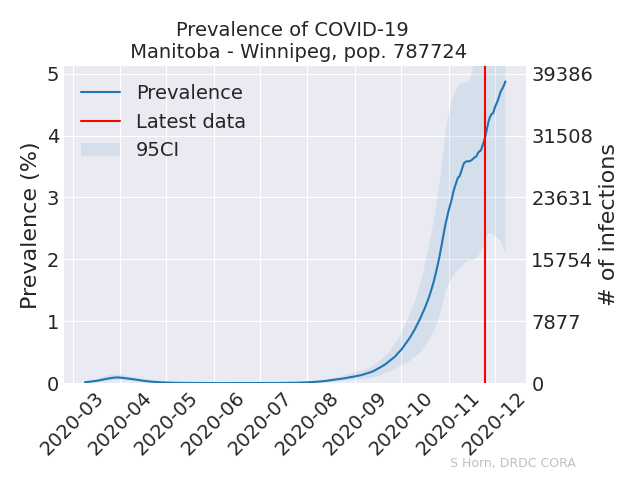 Prevalence of COVID-19
Manitoba - Winnipeg, pop. 787724
Prevalence
Latest data
95CI
Prevalence (%)
5
4
3
2
1
0
39386
31508
23631
15754
7877
0
# of infections
2020-03
2020-04
2020-05
2020-06
2020-07
2020-08
2020-09
2020-10
2020-11
2020-12
S Horn, DRDC CORA